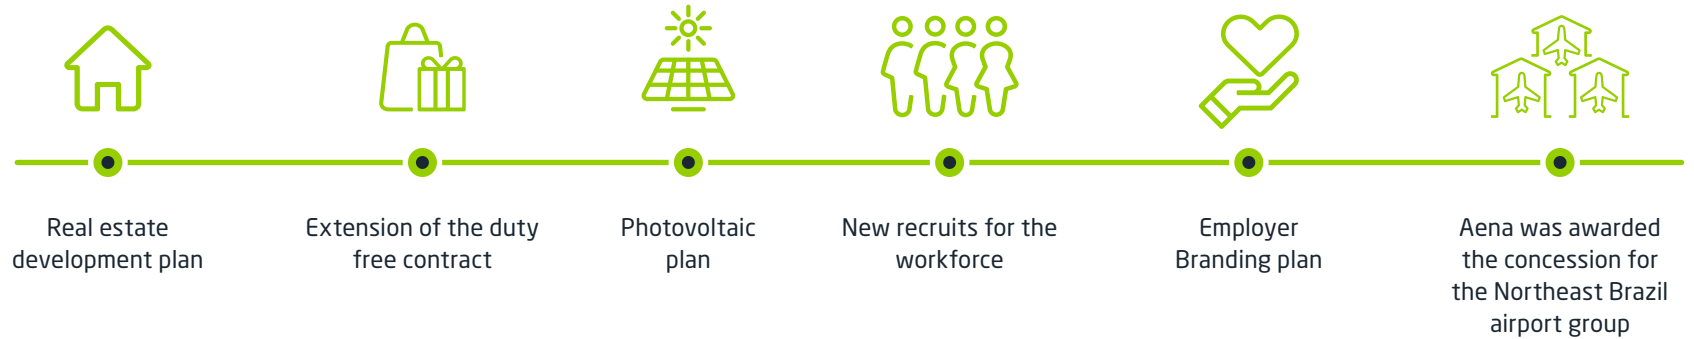 Real estate
development plan
Extension of the duty
free contract
Photovoltaic
plan
New recruits for the
workforce
Employer
Branding plan
Aena was awarded
the concession for
the Northeast Brazil
airport group